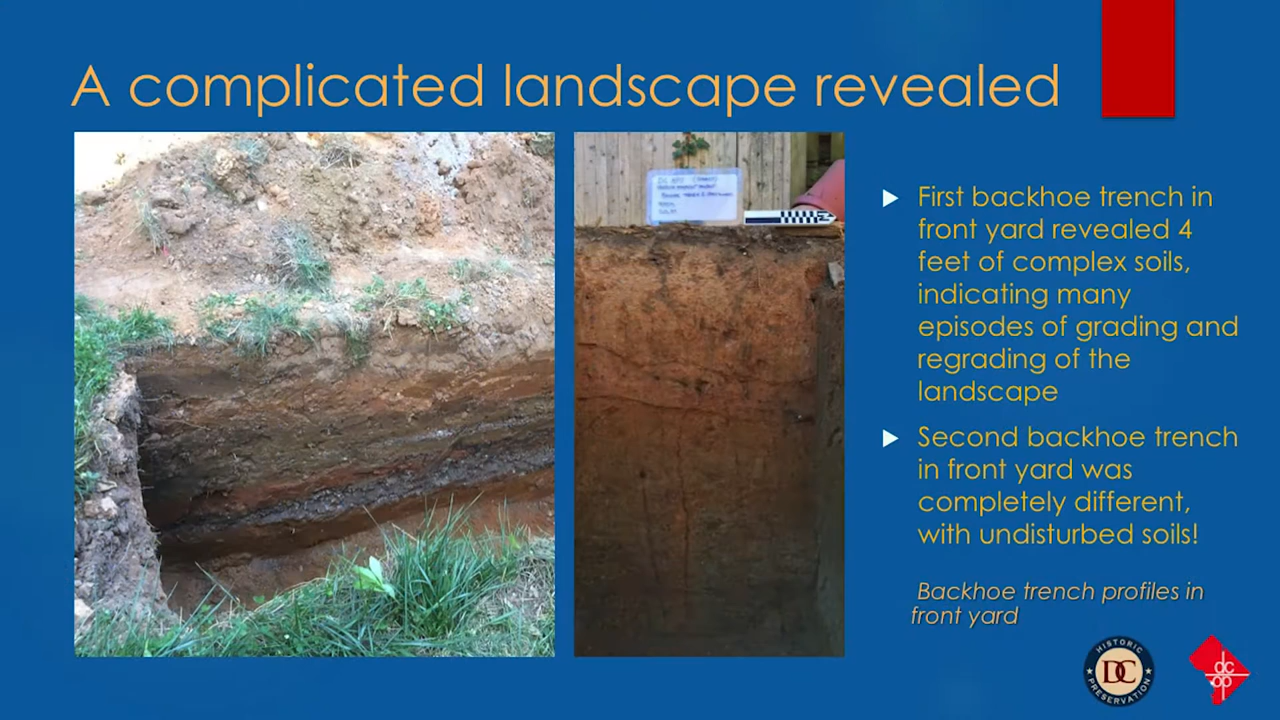 A complicated landscape revealed
First backhoe trench in
front yard revealed 4
feet of complex soils,
indicating many
episodes of grading and
regrading of the
landscape
Second backhoe trench
in front yard was
completely different,
with undisturbed soils!
Backhoe trench profiles in
front yard
HISTORIC
DC
PRESERVATION
dc
op